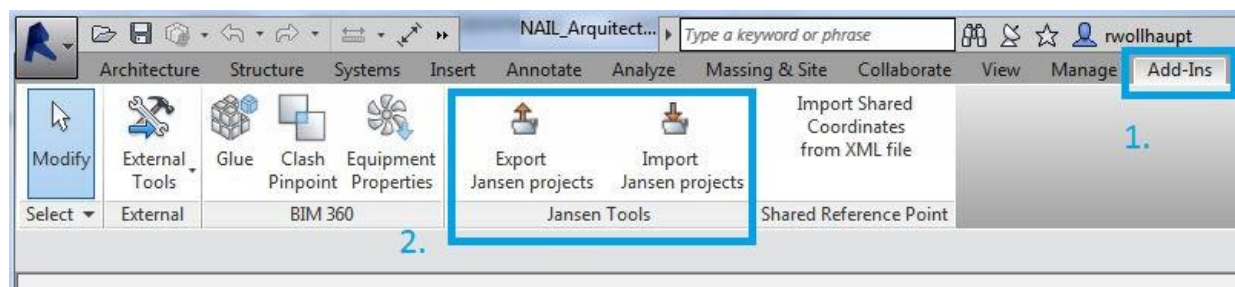 NAIL_Arquitect... Type a keyword or phrase rwollhaupt
Architecture Structure Systems Insert Annotate Analyze Massing & Site Collaborate View Manage Add-Ins
1.
Modify
External
Tools
Glue
Clash
Pinpoint
Equipment
Properties
Export
Jansen projects
Import
Jansen projects
Import Shared
Coordinates
from XML file
Select External BIM 360 Jansen Tools Shared Reference Point
2.